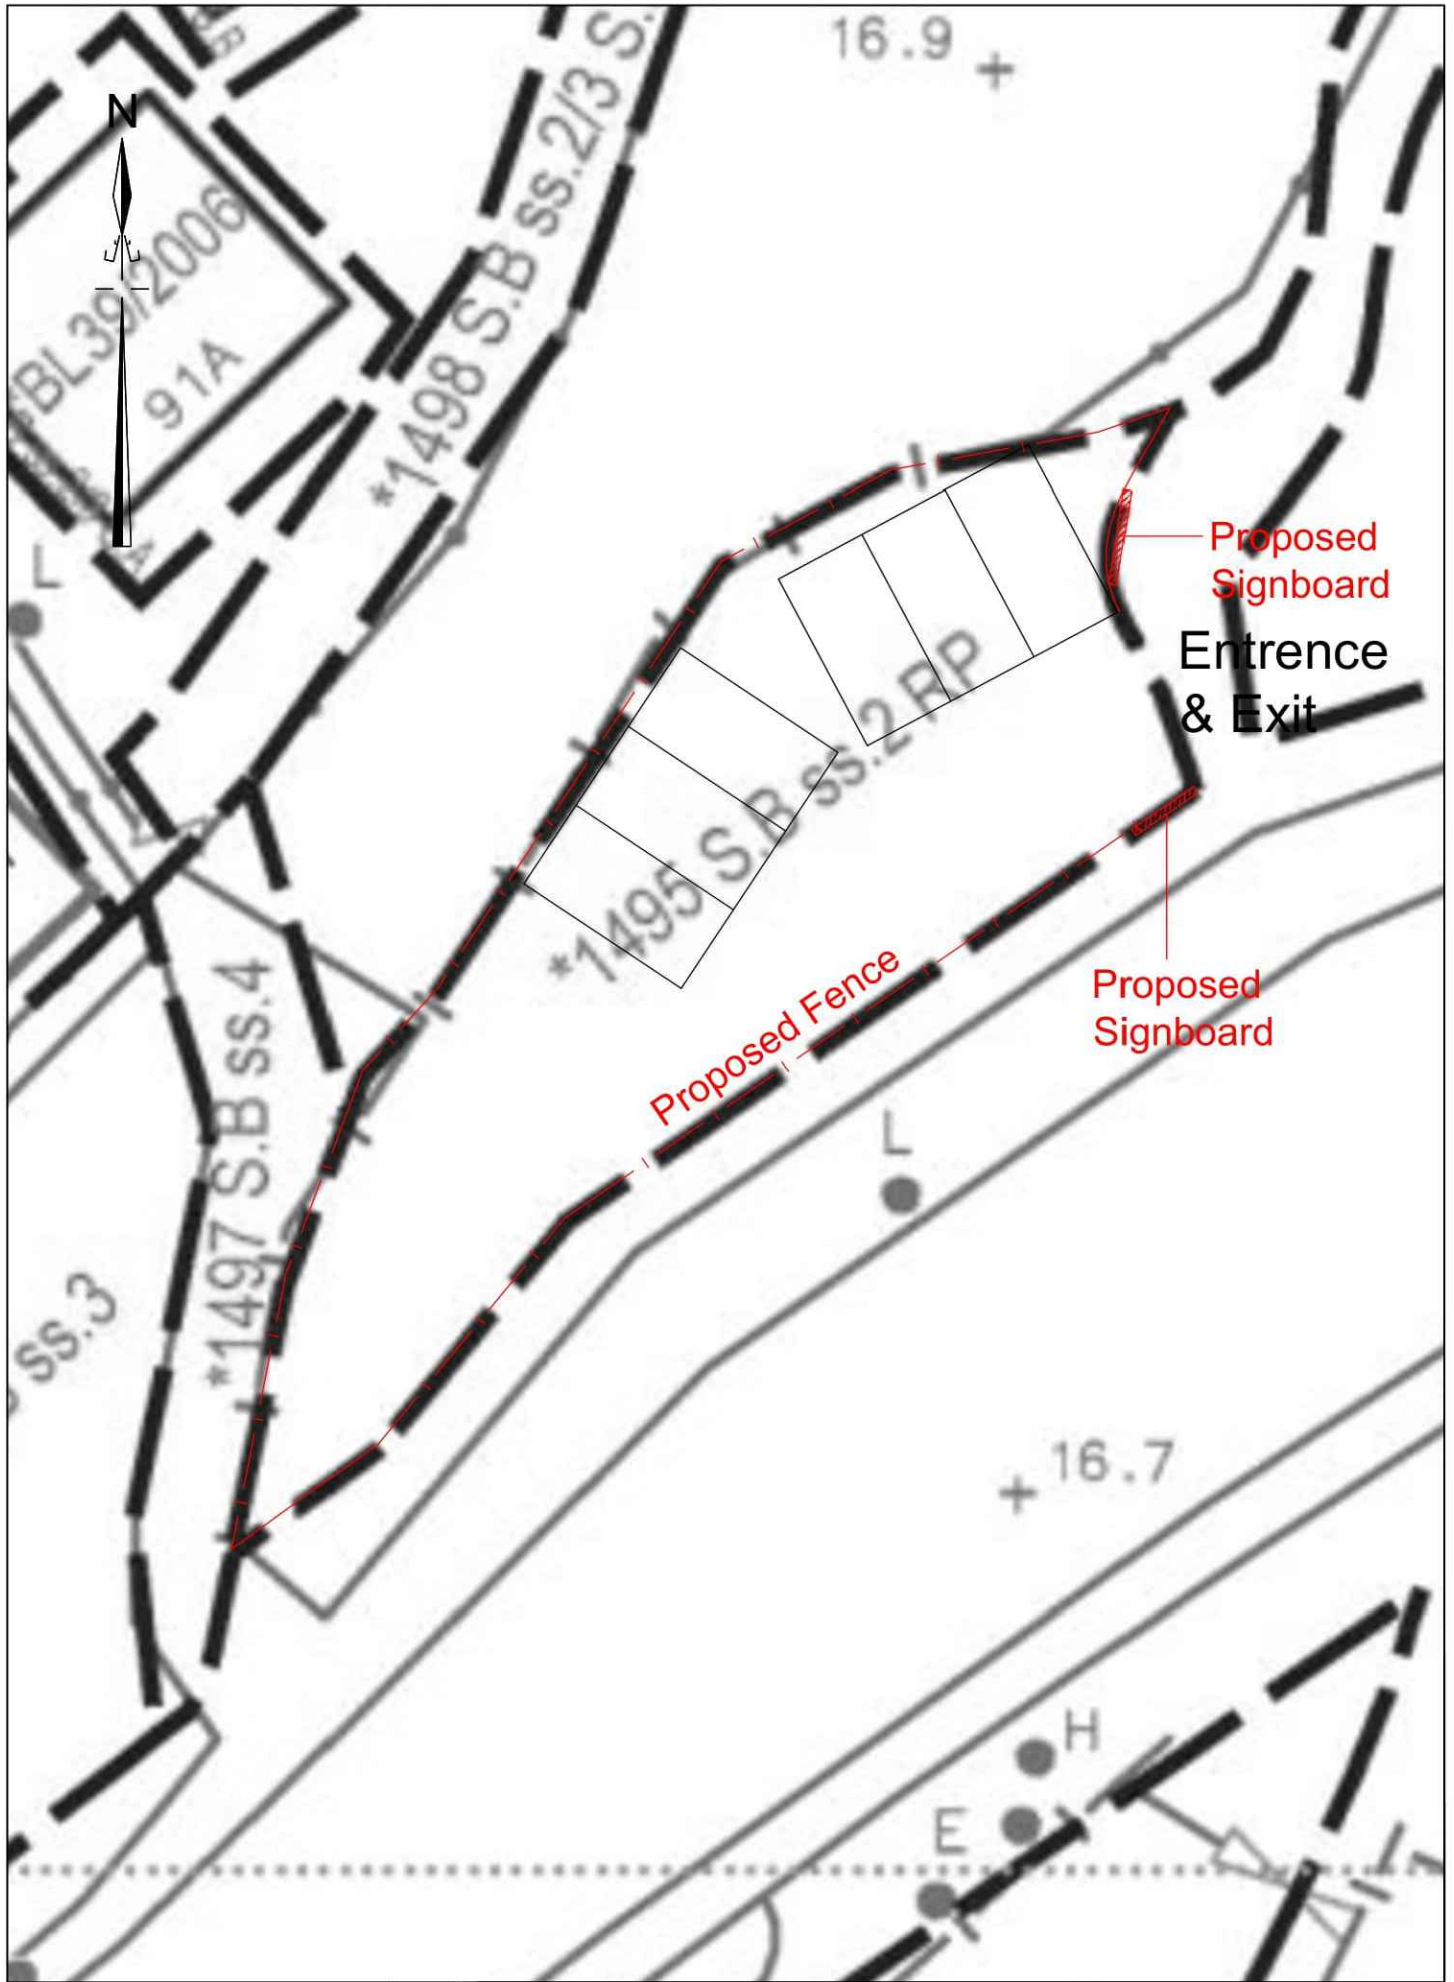 16.9
N
*1498 S.B ss.2/3 S.
BL39/2006
91A
L
Proposed
Signboard
Entrence
& Exit
*1495 S.B ss.2 RP
Proposed Fence
Proposed
Signboard
*1497 S.B ss.4
L
ss.3
16.7
H
E